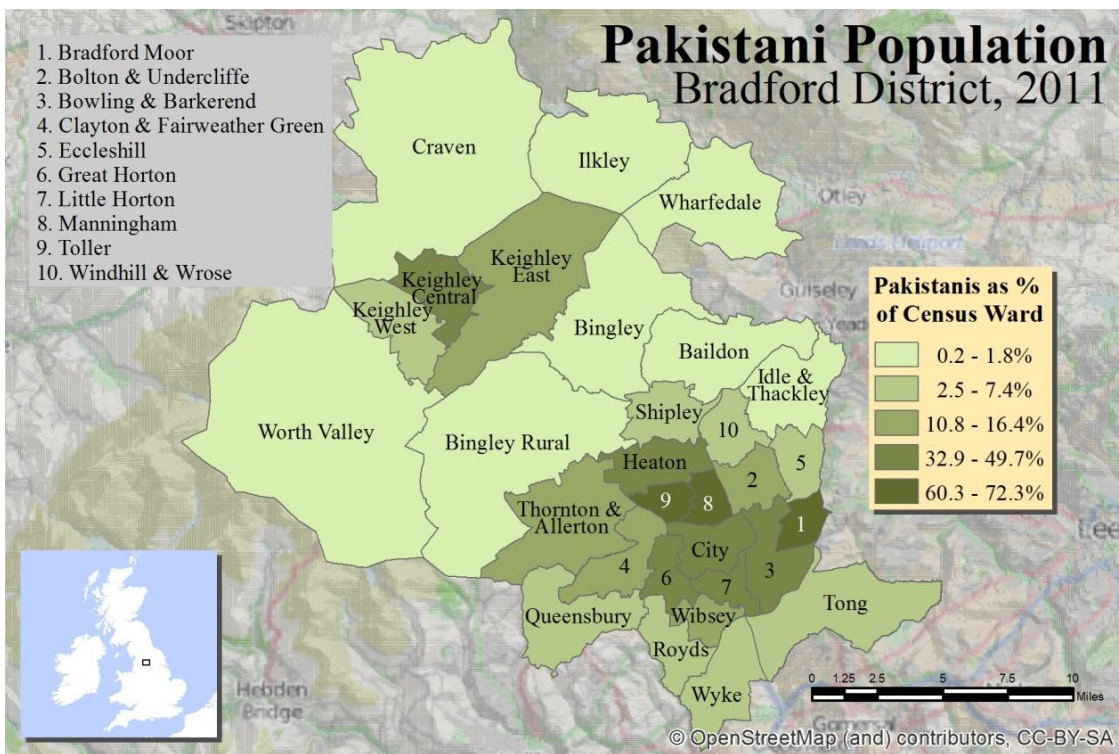 Pakistani Population
Bradford District, 2011
1. Bradford Moor
2. Bolton & Undercliffe
3. Bowling & Barkerend
4. Clayton & Fairweather Green
5. Eccleshill
6. Great Horton
7. Little Horton
8. Manningham
9. Toller
10. Windhill & Wrose
Skipton
Craven
Ilkley
Wharfedale
Otley
Keighley
East
Keighley
Central
Keighley
West
Guiseley
Bingley
Baildon
Idle &
Thackley
Shipley
10
Worth Valley
Bingley Rural
Heaton
2
5
9
8
1
Thornton &
Allerton
City
4
6
7
3
Queensbury
Wibsey
Tong
Royds
Wyke
Pakistanis as %
of Census Ward
0.2 - 1.8%
2.5 - 7.4%
10.8 - 16.4%
32.9 - 49.7%
60.3 - 72.3%
Hebden
Bridge
0 1.25 2.5 5 7.5 10
Miles
Gomersal
© OpenStreetMap (and) contributors, CC-BY-SA